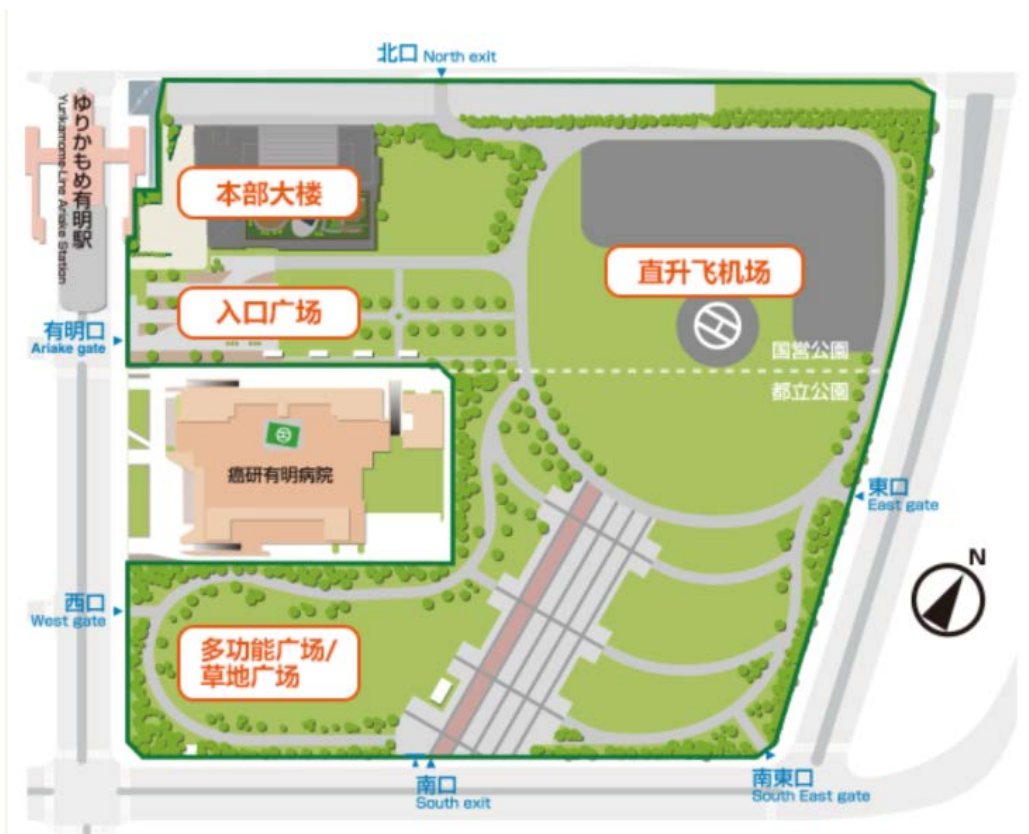 北口 North exit
ゆりかもめ有明駅
Yurikamome-Line Ariake Station
本部大楼
直升飞机场
入口广场
有明口
Ariake gate
国営公園
都立公園
癌研有明病院
東口
East gate
N
西口
West gate
多功能广场/
草地广场
南口
South exit
南東口
South East gate